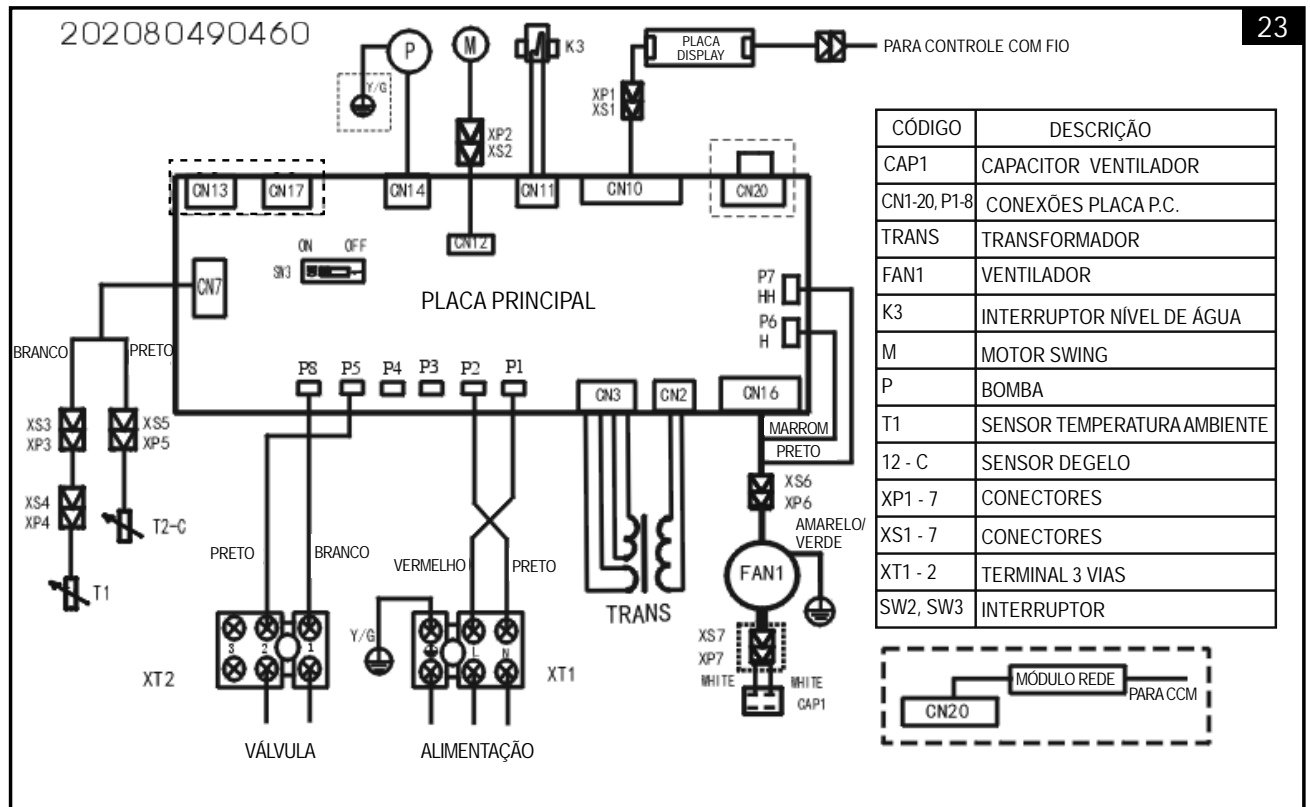 202080490460
23
P
M
K3
PLACA
DISPLAY
PARA CONTROLE COM FIO
Y/G
XP1
XS1
XP2
XS2
CN13
CN17
CN14
CN11
CN10
CN20
CN12
ON OFF
SN3
CN7
PLACA PRINCIPAL
P7
HH
P6
H
BRANCO
PRETO
P8 P5 P4 P3 P2 P1
CN3
CN2
CN16
MARROM
PRETO
XS3
XP3
XS5
XP5
XS4
XP4
T2-C
T1
XS6
XP6
AMARELO/
VERDE
PRETO
BRANCO
VERMELHO
PRETO
FAN1
TRANS
Y/G
3 2 1
L N
XT2
XT1
XS7
XP7
WHITE
WHITE
CAP1
VÁLVULA
ALIMENTAÇÃO
CÓDIGO DESCRIÇÃO
CAP1 CAPACITOR VENTILADOR
CN1-20, P1-8 CONEXÕES PLACA P.C.
TRANS TRANSFORMADOR
FAN1 VENTILADOR
K3 INTERRUPTOR NÍVEL DE ÁGUA
M MOTOR SWING
P BOMBA
T1 SENSOR TEMPERATURA AMBIENTE
12 - C SENSOR DEGELO
XP1 - 7 CONECTORES
XS1 - 7 CONECTORES
XT1 - 2 TERMINAL 3 VIAS
SW2, SW3 INTERRUPTOR
MÓDULO REDE
PARA CCM
CN20